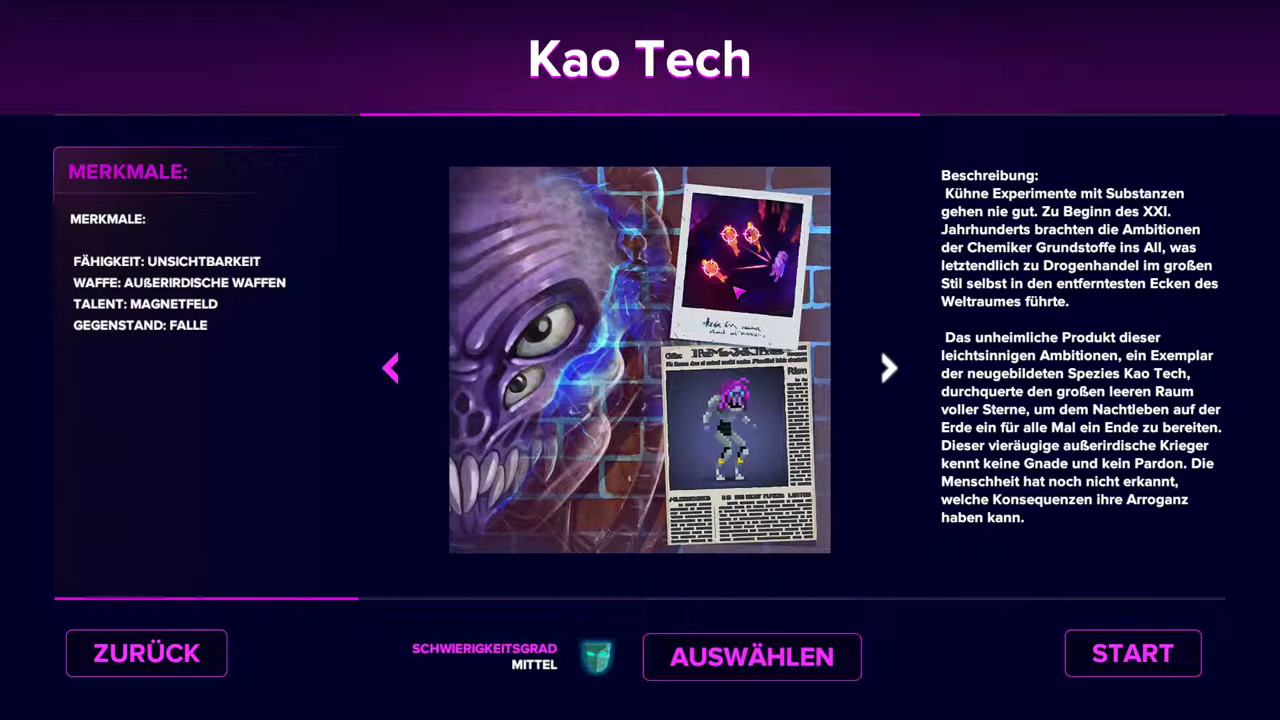 Kao Tech
MERKMALE:
MERKMALE:
FÄHIGKEIT: UNSICHTBARKEIT
WAFFE: AUßERIRDISCHE WAFFEN
TALENT: MAGNETFELD
GEGENSTAND: FALLE
Beschreibung:
Kühne Experimente mit Substanzen
gehen nie gut. Zu Beginn des XXI.
Jahrhunderts brachten die Ambitionen
der Chemiker Grundstoffe ins All, was
letztendlich zu Drogenhandel im großen
Stil selbst in den entferntesten Ecken des
Weltraumes führte.
Das unheimliche Produkt dieser
leichtsinnigen Ambitionen, ein Exemplar
der neugebildeten Spezies Kao Tech,
durchquerte den großen leeren Raum
voller Sterne, um dem Nachtleben auf der
Erde ein für alle Mal ein Ende zu bereiten.
Dieser vieräugige außerirdische Krieger
kennt keine Gnade und kein Pardon. Die
Menschheit hat noch nicht erkannt,
welche Konsequenzen ihre Arroganz
haben kann.
ZURÜCK
SCHWIERIGKEITSGRAD
MITTEL
AUSWÄHLEN
START